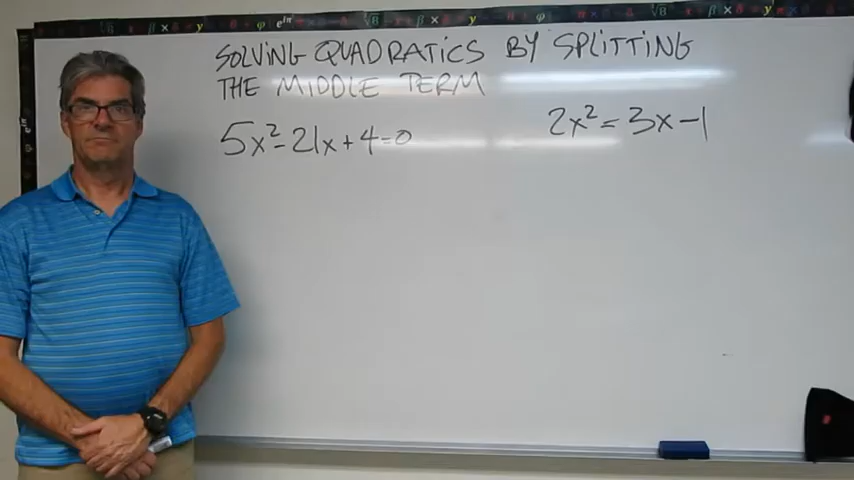 SOLVING QUADRATICS BY SPLITTING
THE MIDDLE TERM
5x²-21x+4=0
2x²=3x-1